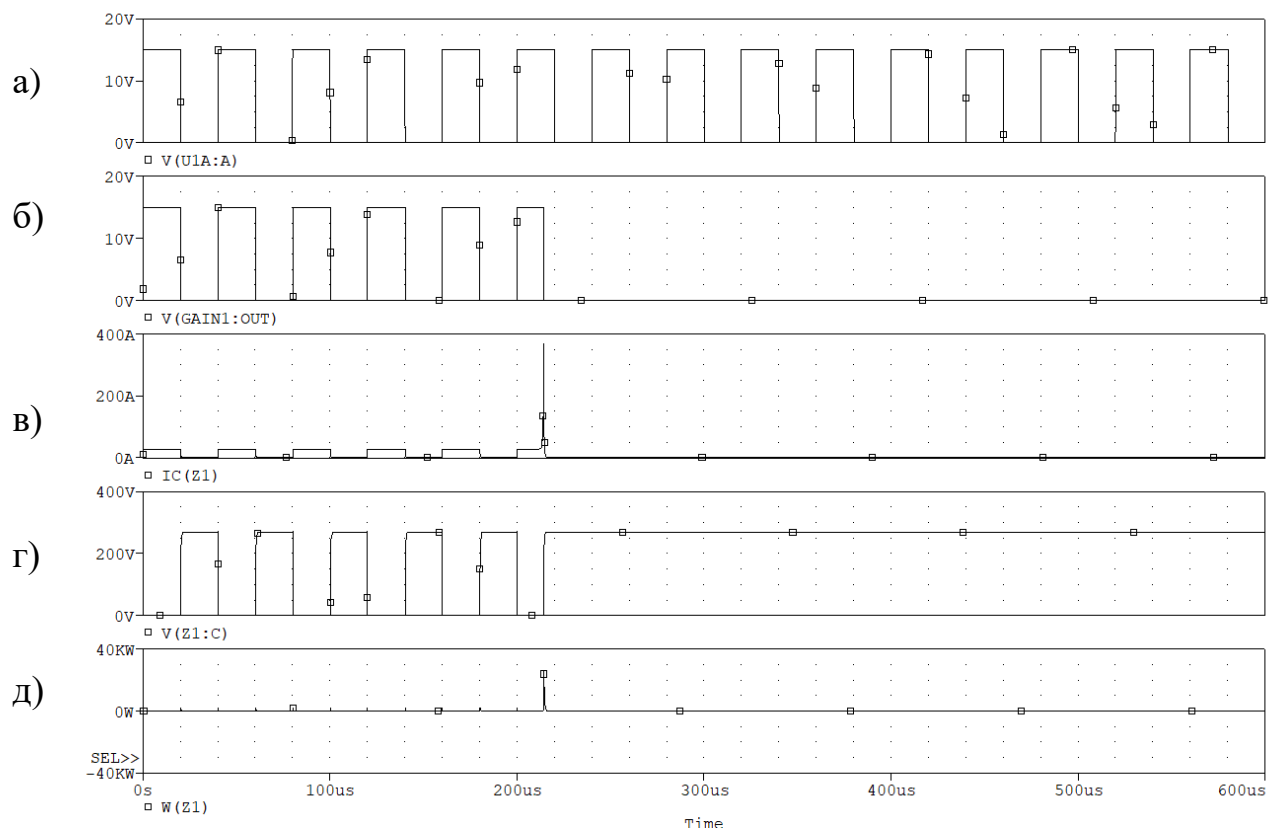 а)
20V
10V
0V
V(U1A:A)
б)
20V
10V
0V
V(GAIN1:OUT)
в)
400A
200A
0A
IC(Z1)
г)
400V
200V
0V
V(Z1:C)
д)
40KW
0W
SEL>>
-40KW
0s 100us 200us 300us 400us 500us 600us
W(Z1)
Time